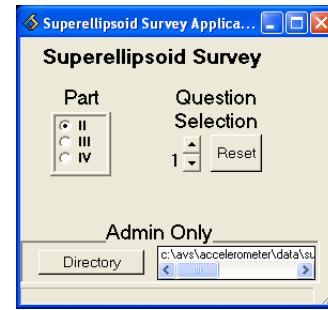 Superellipsoid Survey Applica...
Superellipsoid Survey
Part
Question
Selection
II
III
IV
1
Reset
Admin Only
Directory
c:\avs\accelerometer\data\su